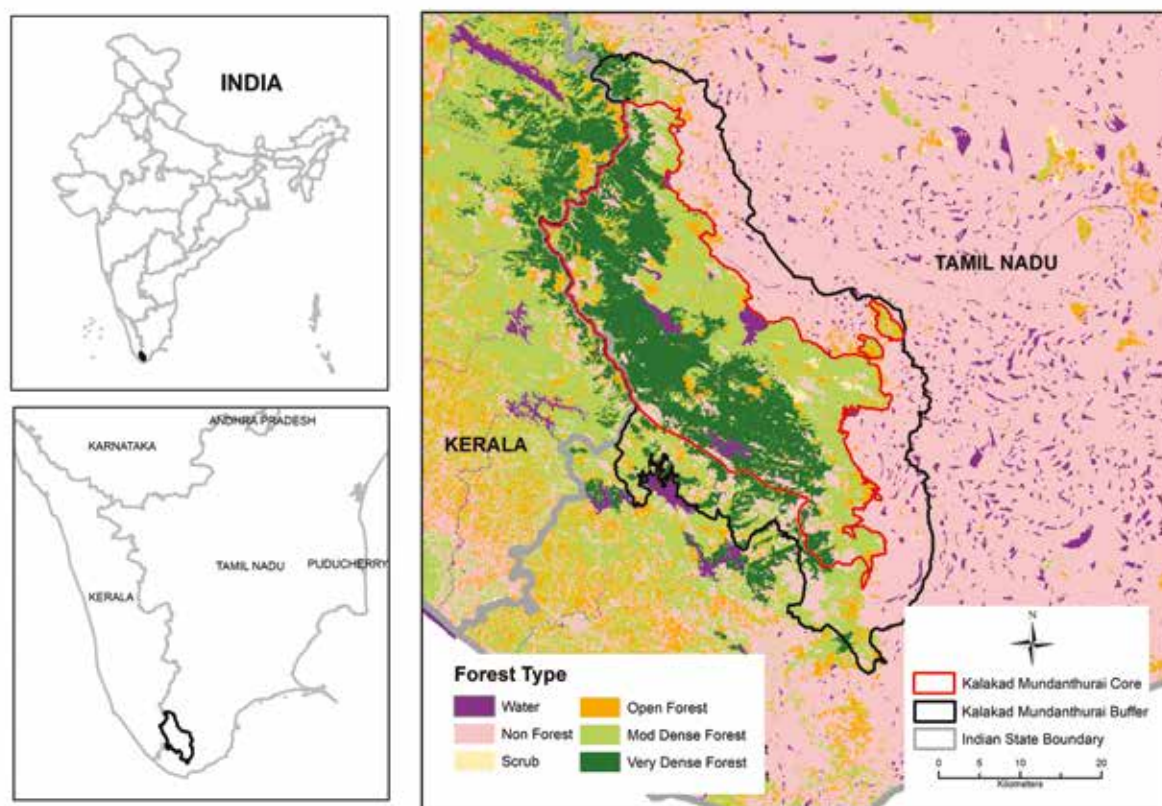 INDIA
ANDHRA PRADESH
KARNATAKA
TAMIL NADU
PUDUCHERRY
KERALA
TAMIL NADU
KERALA
Forest Type
Water
Non Forest
Scrub
Open Forest
Mod Dense Forest
Very Dense Forest
N
Kalakad Mundanthurai Core
Kalakad Mundanthurai Buffer
Indian State Boundary
0 5 10 20
Kilometers